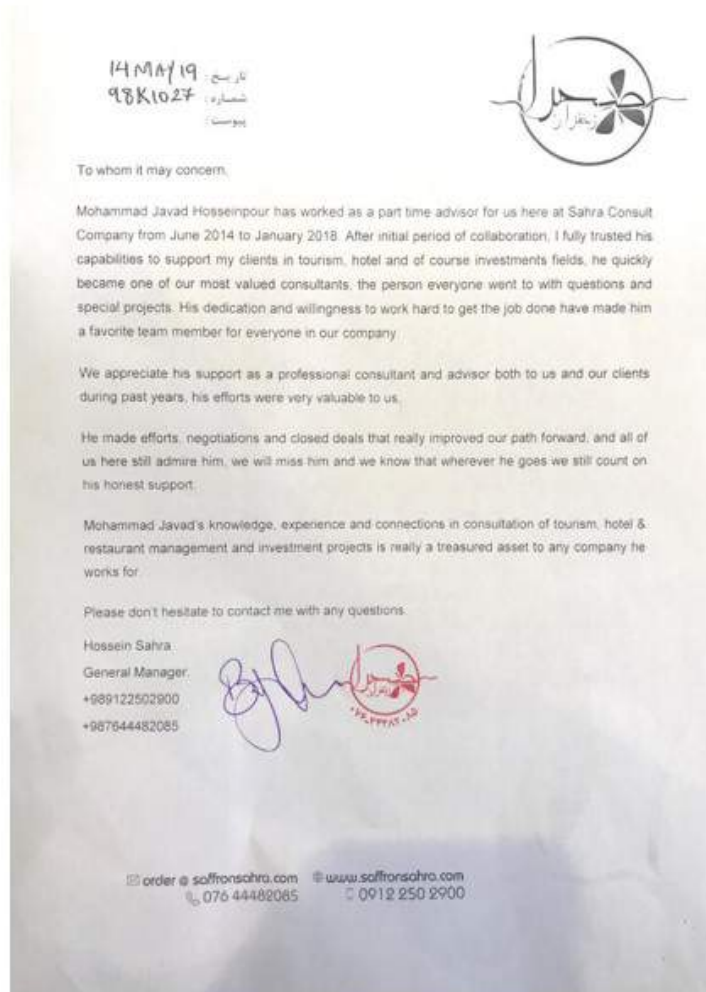 14 MAY 19 تاریخ:
98K1027 شماره:
پیوست:
صحرا
زعفران
To whom it may concern,
Mohammad Javad Hosseinpour has worked as a part time advisor for us here at Sahra Consult
Company from June 2014 to January 2018. After initial period of collaboration, I fully trusted his
capabilities to support my clients in tourism, hotel and of course investments fields, he quickly
became one of our most valued consultants, the person everyone went to with questions and
special projects. His dedication and willingness to work hard to get the job done have made him
a favorite team member for everyone in our company.
We appreciate his support as a professional consultant and advisor both to us and our clients
during past years, his efforts were very valuable to us.
He made efforts, negotiations and closed deals that really improved our path forward, and all of
us here still admire him, we will miss him and we know that wherever he goes we still count on
his honest support.
Mohammad Javad's knowledge, experience and connections in consultation of tourism, hotel &
restaurant management and investment projects is really a treasured asset to any company he
works for.
Please don't hesitate to contact me with any questions.
Hossein Sahra
General Manager
+989122502900
+987644482085
صحرا
زعفران
order @ saffronsahra.com www.saffronsahra.com
076 44482085 0912 250 2900